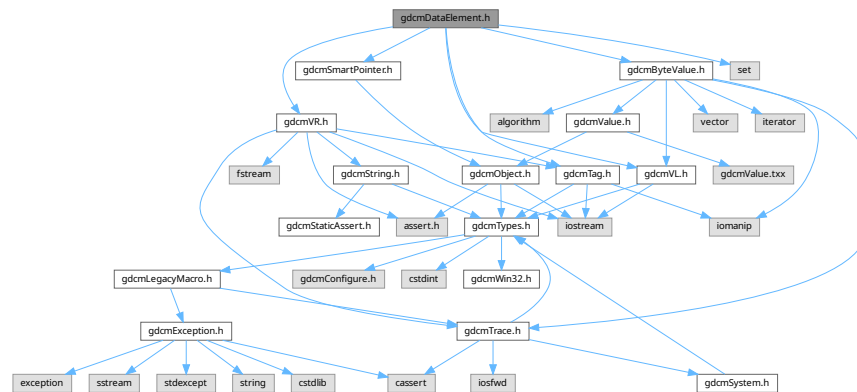 gdcmDataElement.h
gdcmSmartPointer.h
gdcmByteValue.h
set
gdcmVR.h
algorithm
gdcmValue.h
vector
iterator
fstream
gdcmString.h
gdcmObject.h
gdcmTag.h
gdcmVL.h
gdcmValue.txx
gdcmStaticAssert.h
assert.h
gdcmTypes.h
iostream
iomanip
gdcmLegacyMacro.h
gdcmConfigure.h
cstdint
gdcmWin32.h
gdcmException.h
gdcmTrace.h
exception
sstream
stdexcept
string
cstdlib
cassert
iosfwd
gdcmSystem.h